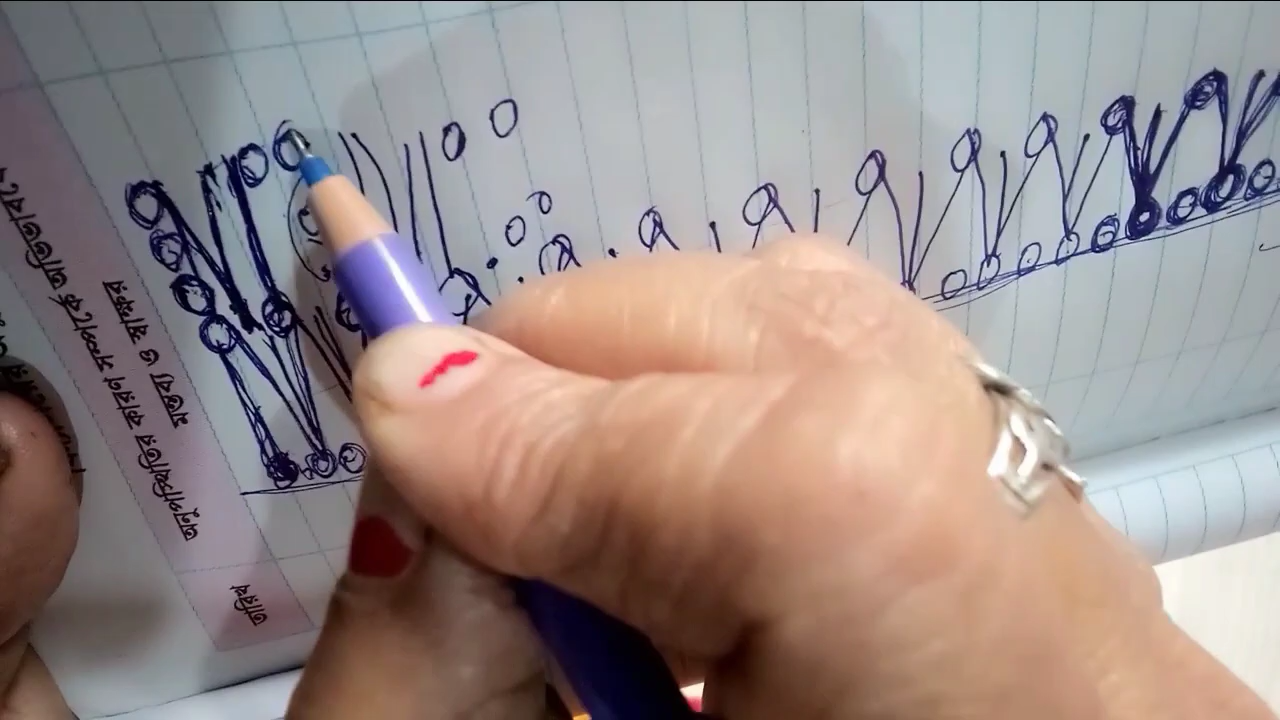 তারিখ
অনুপস্থিতির কারণ সম্পর্কে অভিভাবকের
মন্তব্য ও স্বাক্ষর